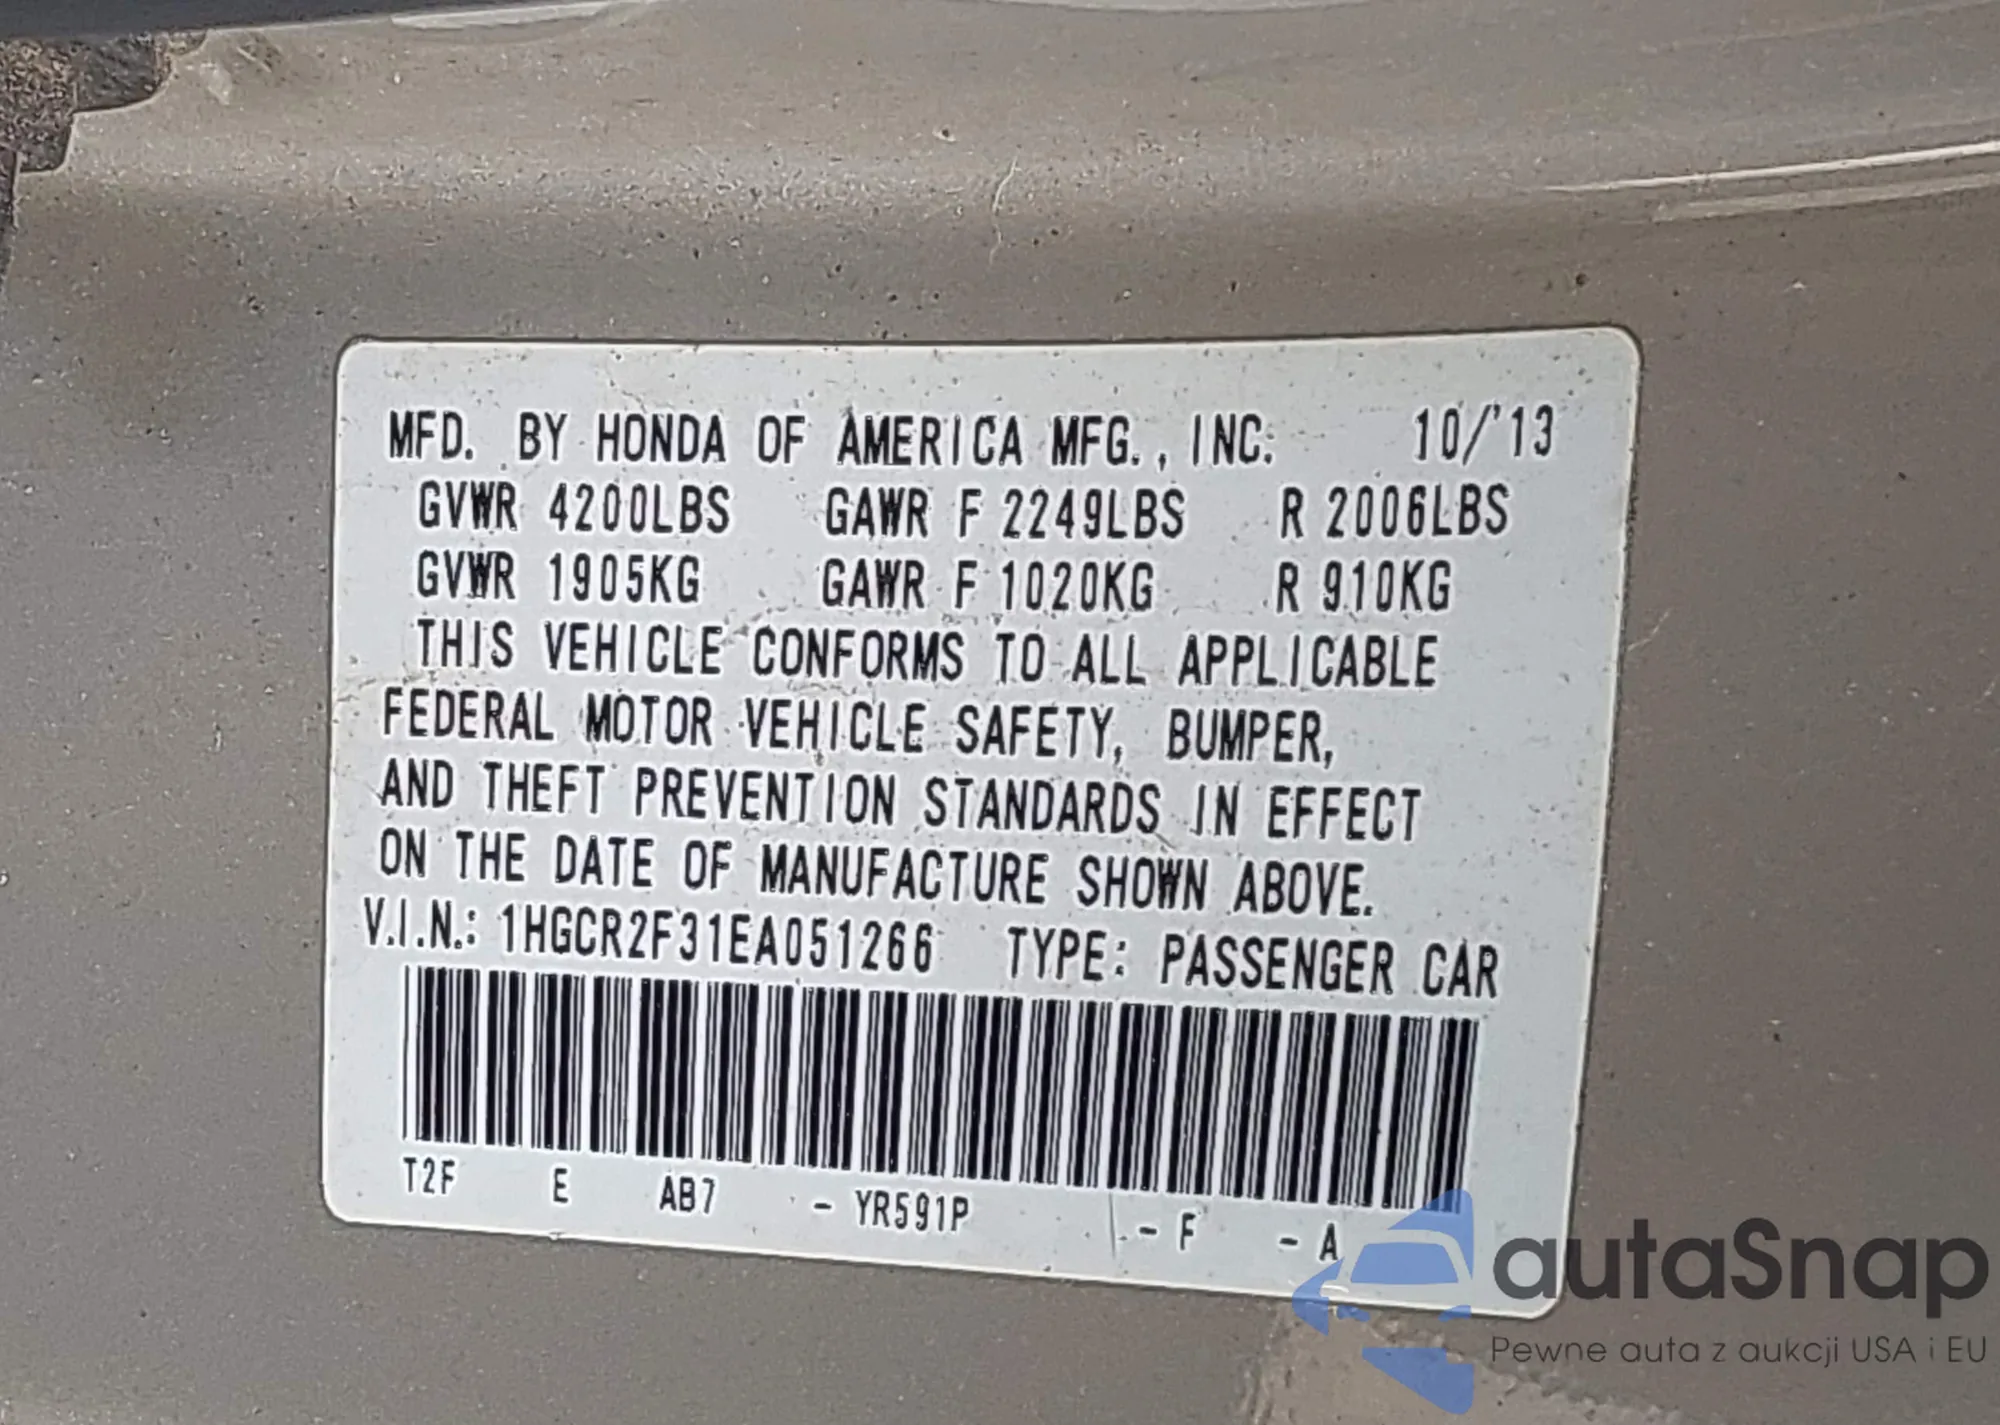 MFD. BY HONDA OF AMERICA MFG., INC. 10/'13
GVWR 4200LBS GAWR F 2249LBS R 2006LBS
GVWR 1905KG GAWR F 1020KG R 910KG
THIS VEHICLE CONFORMS TO ALL APPLICABLE
FEDERAL MOTOR VEHICLE SAFETY, BUMPER,
AND THEFT PREVENTION STANDARDS IN EFFECT
ON THE DATE OF MANUFACTURE SHOWN ABOVE.
V.I.N.: 1HGCR2F31EA051266 TYPE: PASSENGER CAR
T2F E AB7 - YR591P - F - A
autaSnap
Pewne auta z aukcji USA i EU